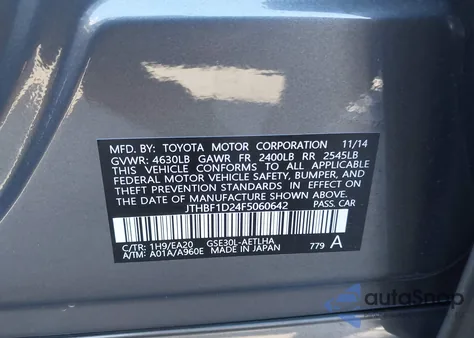 MFD. BY: TOYOTA MOTOR CORPORATION 11/14
GVWR: 4630LB GAWR FR 2400LB RR 2545LB
THIS VEHICLE CONFORMS TO ALL APPLICABLE
FEDERAL MOTOR VEHICLE SAFETY, BUMPER, AND
THEFT PREVENTION STANDARDS IN EFFECT ON THE
DATE OF MANUFACTURE SHOWN ABOVE.
JTHBF1D24F5060642 PASS. CAR
C/TR: 1H9/EA20 GSE30L-AETLHA
A/TM: A01A/A960E MADE IN JAPAN 779 A
autoSnap